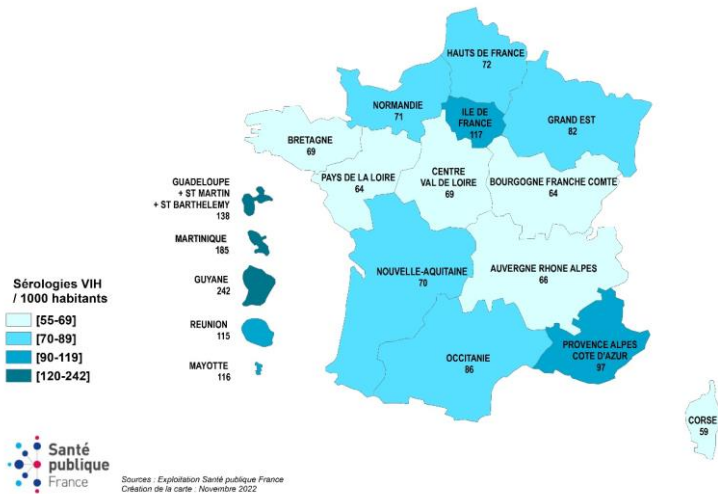 HAUTS DE FRANCE
72
NORMANDIE
71
ILE DE
FRANCE
117
GRAND EST
82
BRETAGNE
69
PAYS DE LA LOIRE
64
CENTRE
VAL DE LOIRE
69
BOURGOGNE FRANCHE COMTE
64
GUADELOUPE
+ ST MARTIN
+ ST BARTHELEMY
138
MARTINIQUE
185
GUYANE
242
REUNION
115
MAYOTTE
116
NOUVELLE-AQUITAINE
70
AUVERGNE RHONE ALPES
66
OCCITANIE
86
PROVENCE ALPES
COTE D'AZUR
97
CORSE
59
Sérologies VIH
/ 1000 habitants
[55-69]
[70-89]
[90-119]
[120-242]
Santé
publique
France
Sources : Exploitation Santé publique France
Création de la carte : Novembre 2022